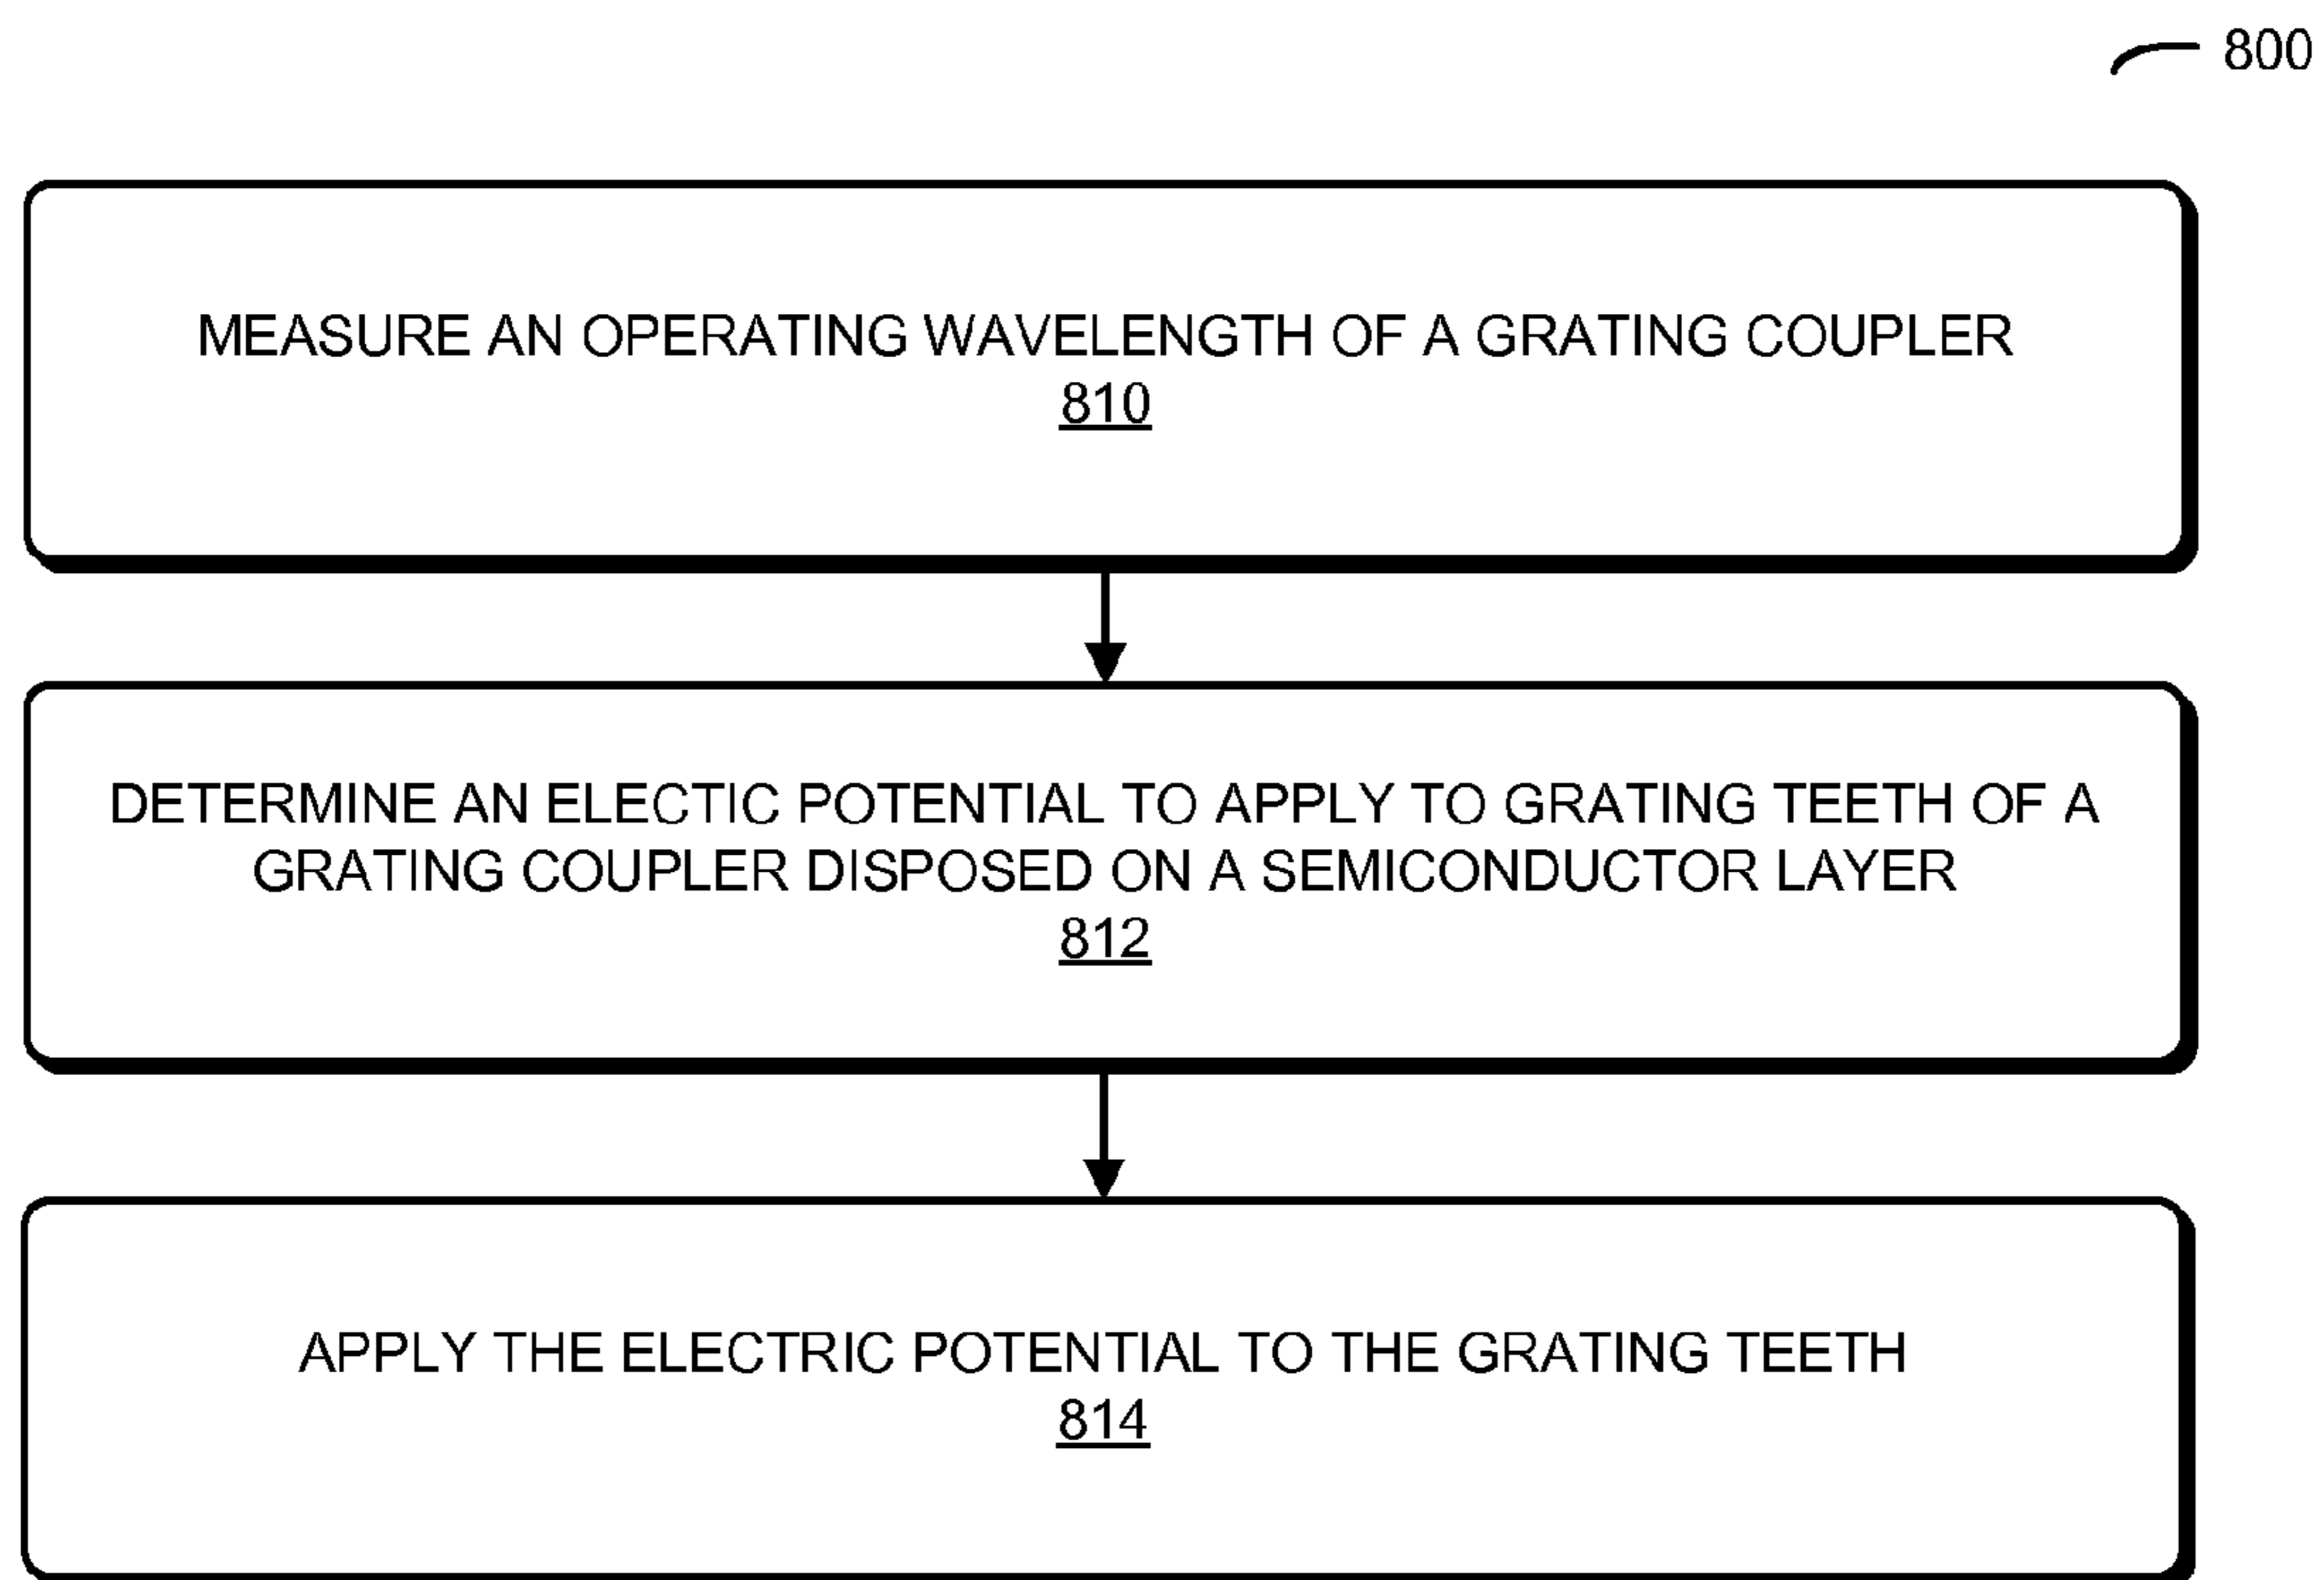 800
MEASURE AN OPERATING WAVELENGTH OF A GRATING COUPLER
810
DETERMINE AN ELECTIC POTENTIAL TO APPLY TO GRATING TEETH OF A
GRATING COUPLER DISPOSED ON A SEMICONDUCTOR LAYER
812
APPLY THE ELECTRIC POTENTIAL TO THE GRATING TEETH
814